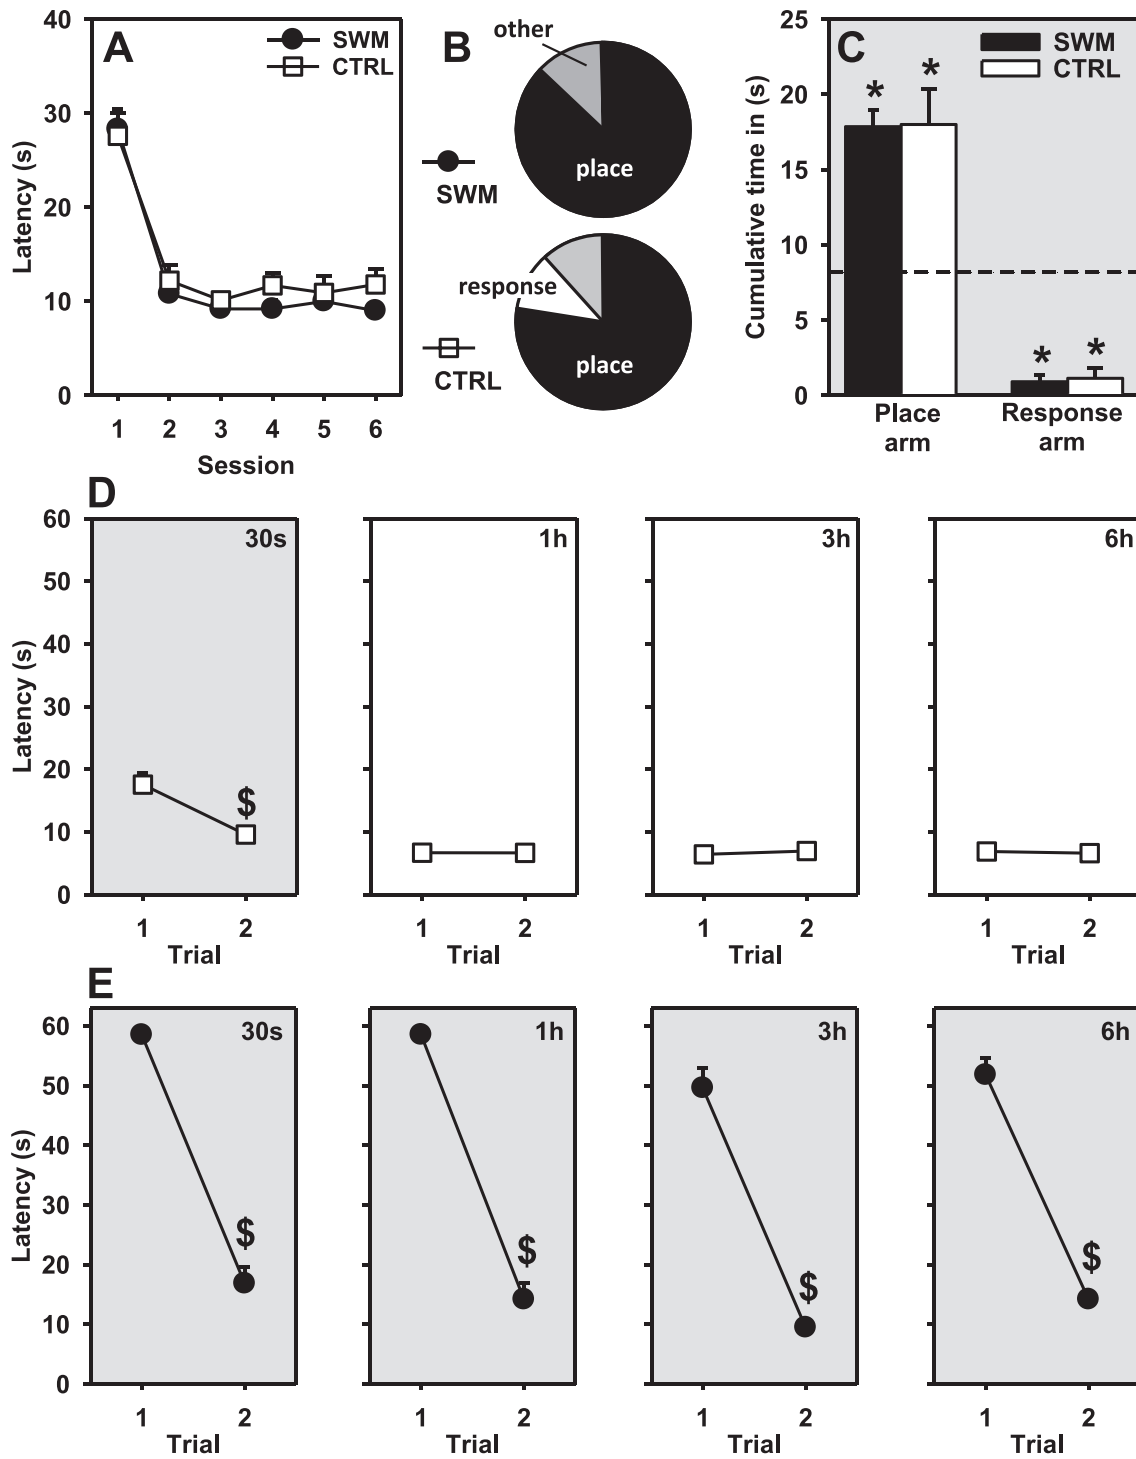 A
SWM
CTRL
Latency (s)
40
30
20
10
0
1 2 3 4 5 6
Session
B
other
place
SWM
response
place
CTRL
C
SWM
CTRL
Cumulative time in (s)
25
20
15
10
5
0
* *
* *
Place
arm
Response
arm
D
Latency (s)
60
50
40
30
20
10
0
30s
$
1 2
Trial
1h
1 2
Trial
3h
1 2
Trial
6h
1 2
Trial
E
Latency (s)
60
50
40
30
20
10
0
30s
$
1 2
Trial
1h
$
1 2
Trial
3h
$
1 2
Trial
6h
$
1 2
Trial